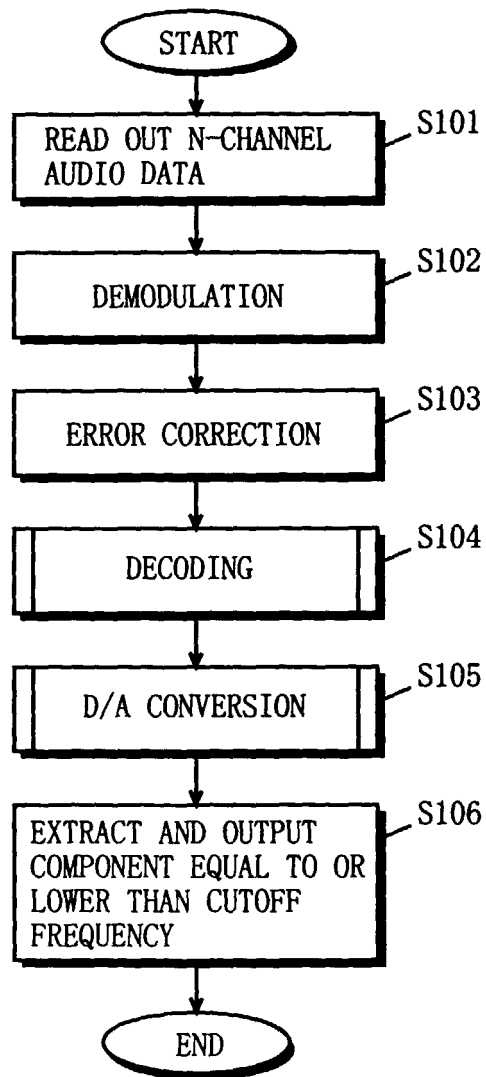 START
READ OUT N-CHANNEL
AUDIO DATA
S101
DEMODULATION
S102
ERROR CORRECTION
S103
DECODING
S104
D/A CONVERSION
S105
EXTRACT AND OUTPUT
COMPONENT EQUAL TO OR
LOWER THAN CUTOFF
FREQUENCY
S106
END